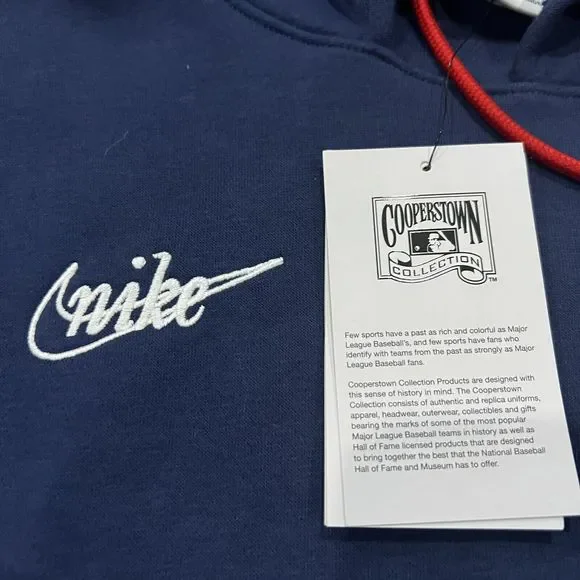 nike
COOPERSTOWN
COLLECTION
TM
Few sports have a past as rich and colorful as Major
League Baseball's, and few sports have fans who
identify with teams from the past as strongly as Major
League Baseball fans.
Cooperstown Collection Products are designed with
this sense of history in mind. The Cooperstown
Collection consists of authentic and replica uniforms,
apparel, headwear, outerwear, collectibles and gifts
bearing the marks of some of the most popular
Major League Baseball teams in history as well as
Hall of Fame licensed products that are designed
to bring together the best that the National Baseball
Hall of Fame and Museum has to offer.